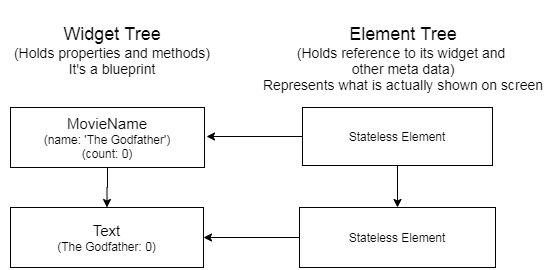 Widget Tree
(Holds properties and methods)
It's a blueprint
Element Tree
(Holds reference to its widget and
other meta data)
Represents what is actually shown on screen
MovieName
(name: 'The Godfather')
(count: 0)
Stateless Element
Text
(The Godfather: 0)
Stateless Element